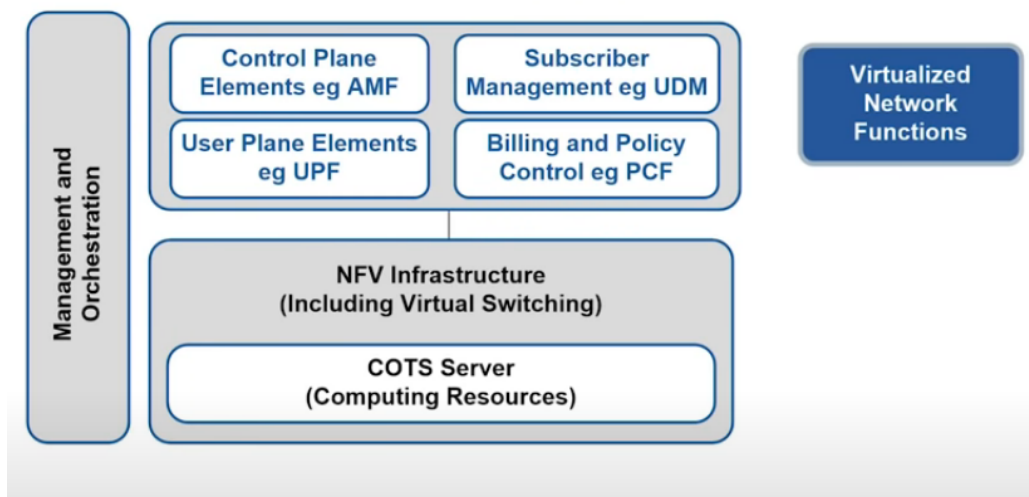 Management and
Orchestration
Control Plane
Elements eg AMF
Subscriber
Management eg UDM
User Plane Elements
eg UPF
Billing and Policy
Control eg PCF
Virtualized
Network
Functions
NFV Infrastructure
(Including Virtual Switching)
COTS Server
(Computing Resources)